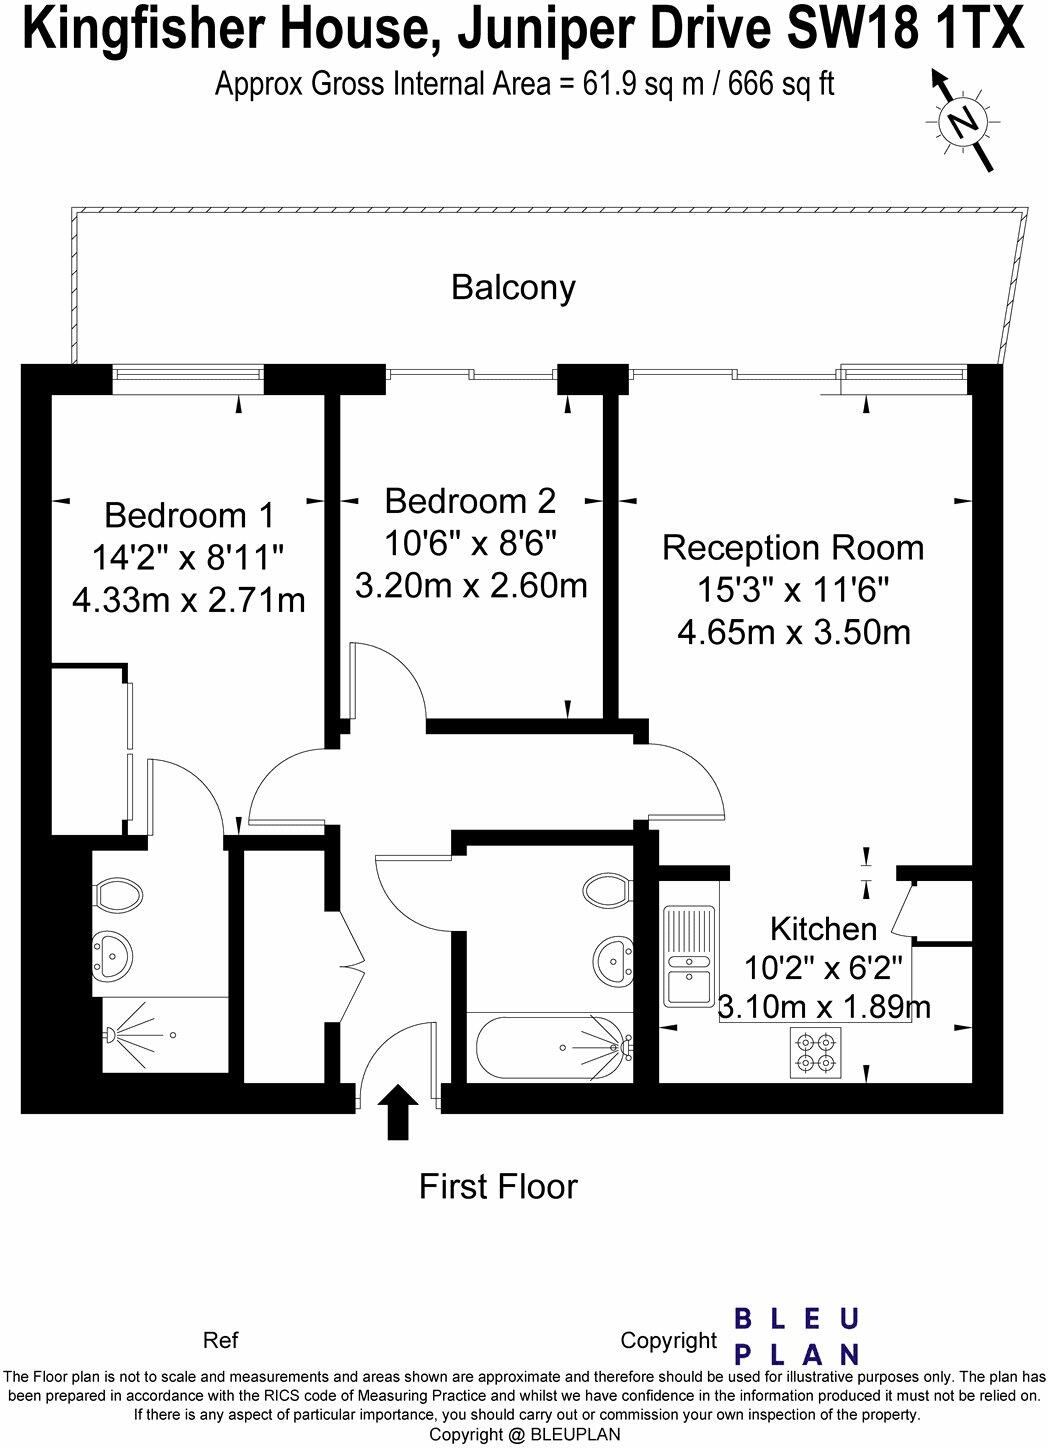 Kingfisher House, Juniper Drive SW18 1TX
Approx Gross Internal Area = 61.9 sq m / 666 sq ft
N
Balcony
Bedroom 1
14'2" x 8'11"
4.33m x 2.71m
Bedroom 2
10'6" x 8'6"
3.20m x 2.60m
Reception Room
15'3" x 11'6"
4.65m x 3.50m
Kitchen
10'2" x 6'2"
3.10m x 1.89m
First Floor
Ref
Copyright
BLEU
PLAN
The Floor plan is not to scale and measurements and areas shown are approximate and therefore should be used for illustrative purposes only. The plan has
been prepared in accordance with the RICS code of Measuring Practice and whilst we have confidence in the information produced it must not be relied on.
If there is any aspect of particular importance, you should carry out or commission your own inspection of the property.
Copyright @ BLEUPLAN